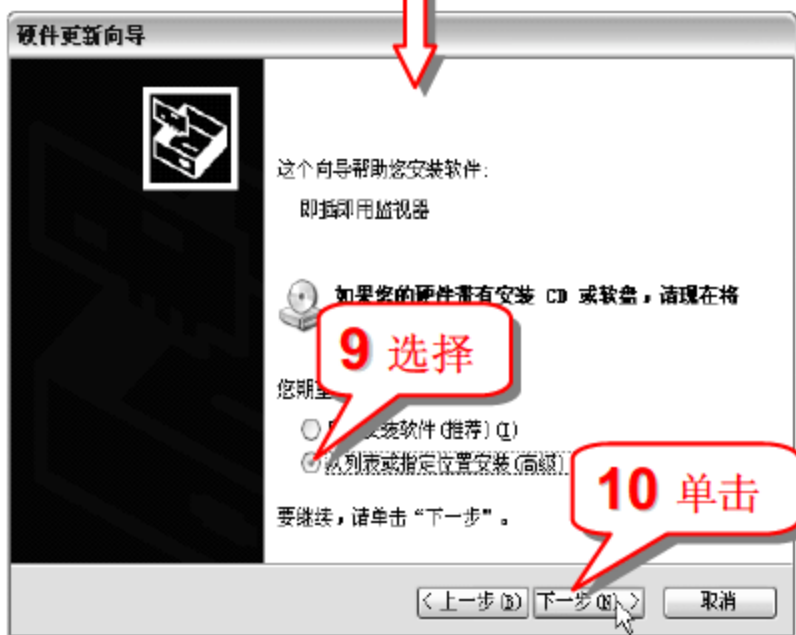 硬件更新向导
这个向导帮助您安装软件:
即插即用监视器
如果您的硬件带有安装 CD 或软盘，请现在将
9 选择
您期
安装软件(推荐)(I)
从列表或指定位置安装(高级)
10 单击
要继续，请单击“下一步”。
<上一步(B) 下一步(N)> 取消